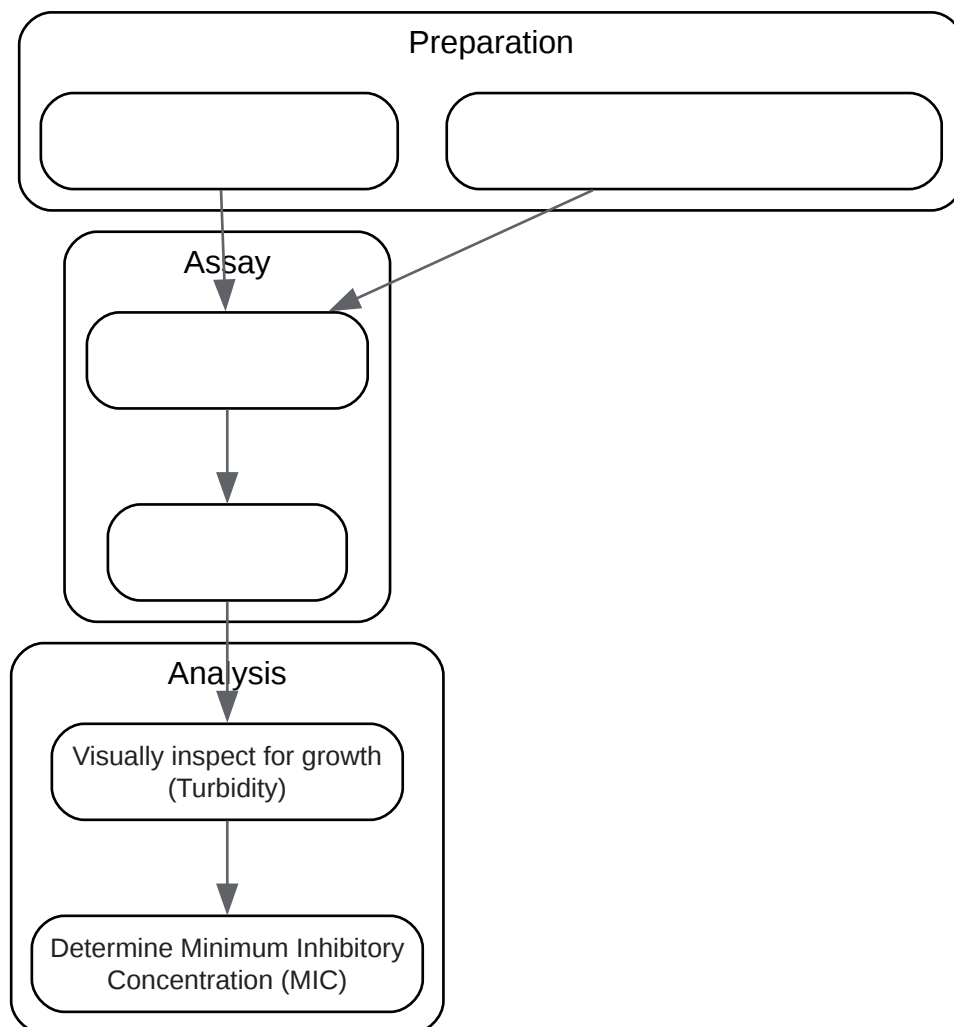 Preparation
Assay
Analysis
Visually inspect for growth
(Turbidity)
Determine Minimum Inhibitory
Concentration (MIC)